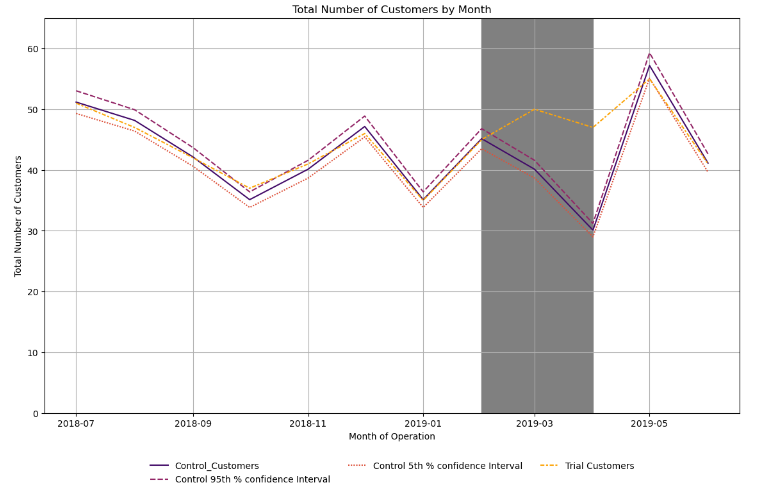 Total Number of Customers by Month
Total Number of Customers
60
50
40
30
20
10
0
2018-07 2018-09 2018-11 2019-01 2019-03 2019-05
Month of Operation
Control_Customers
Control 95th % confidence Interval
Control 5th % confidence Interval
Trial Customers